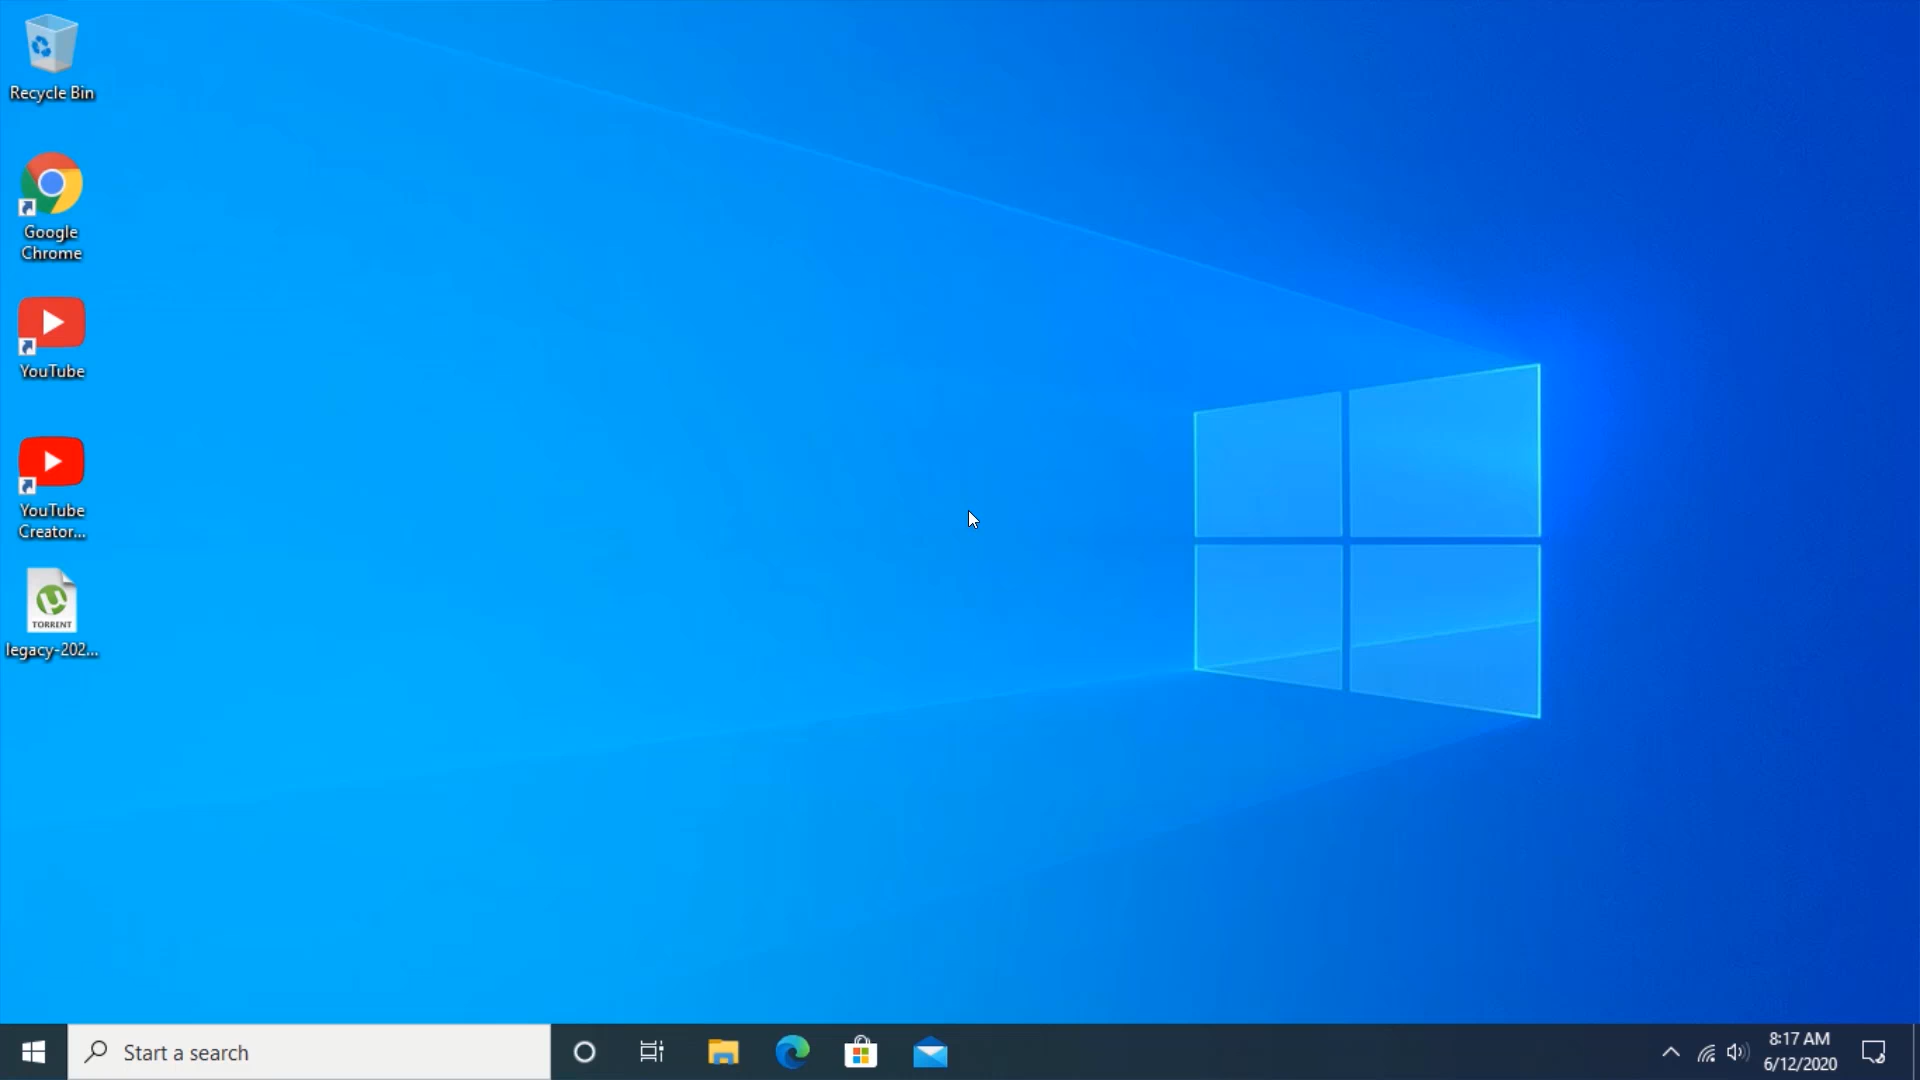 Recycle Bin
Google
Chrome
YouTube
YouTube
Creator...
TORRENT
legacy-202...
Start a search
8:17 AM
6/12/2020